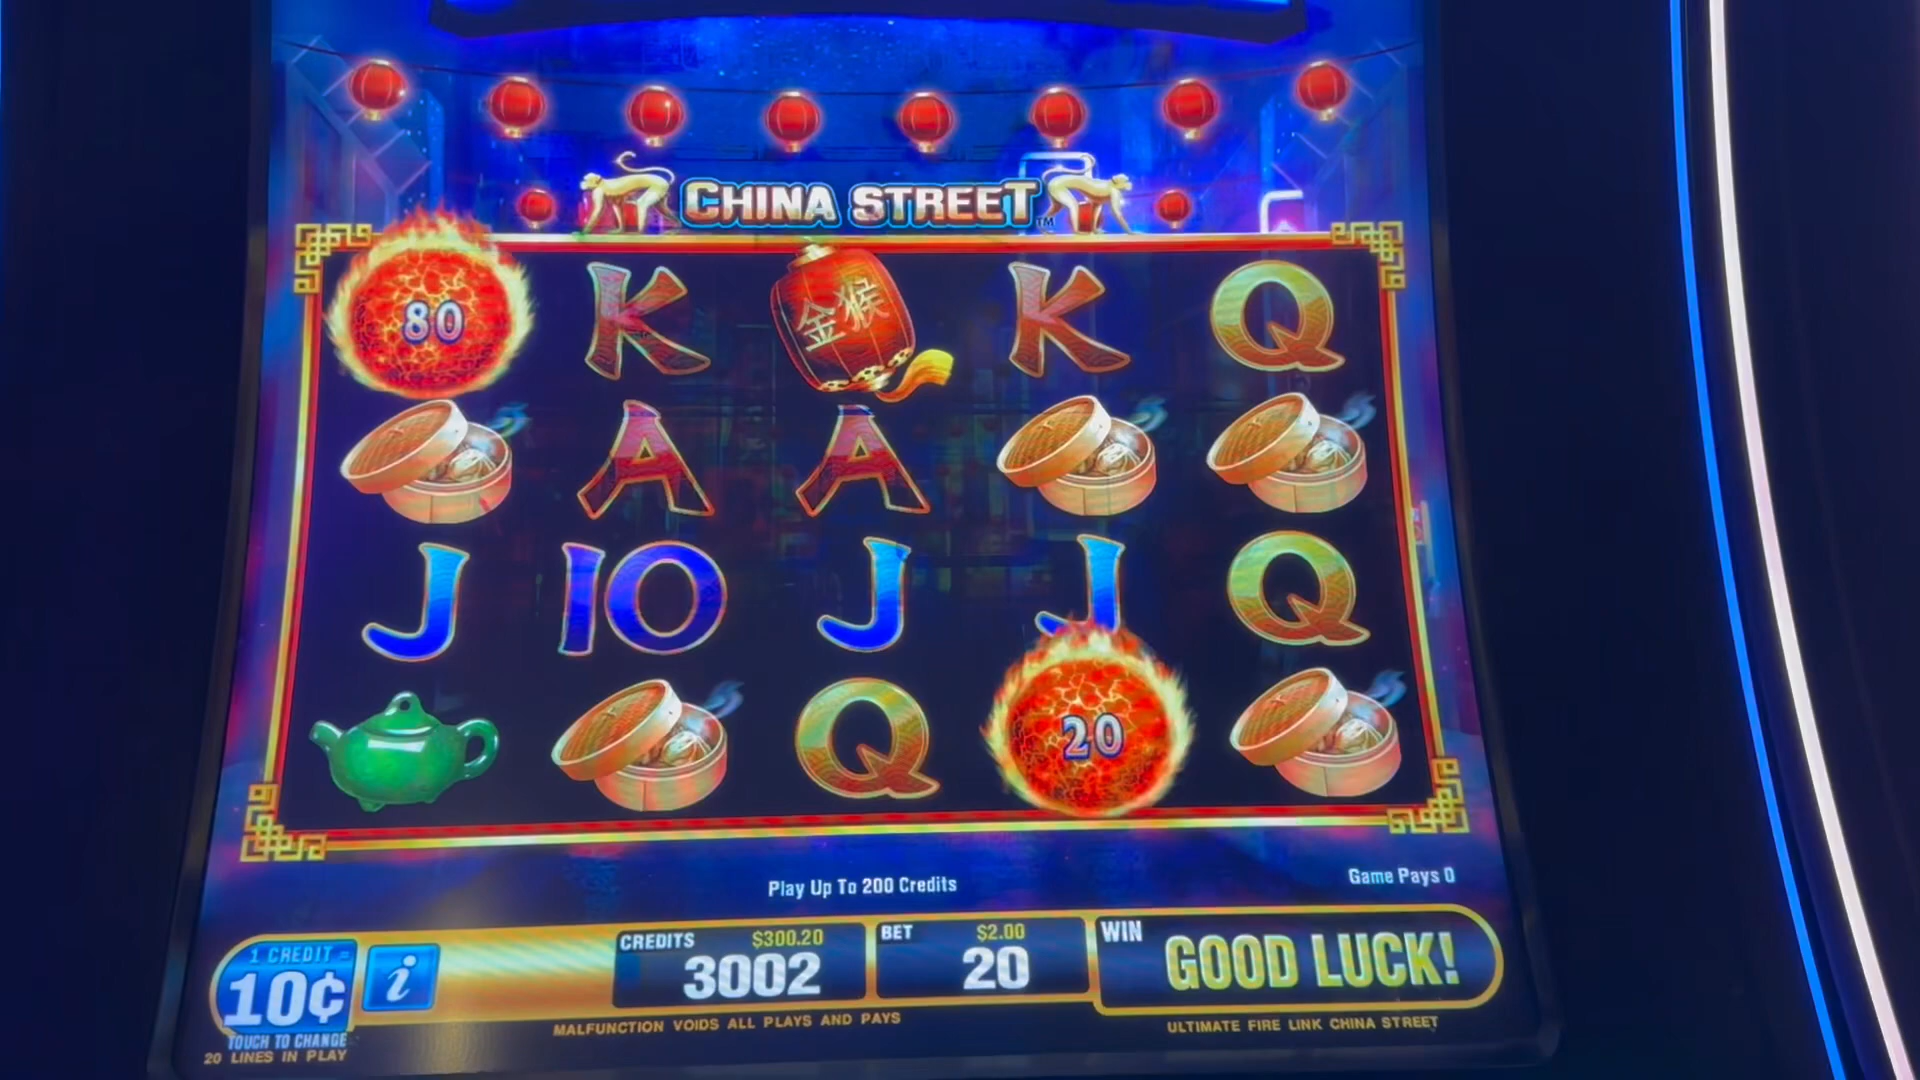 CHINA STREET™
80 K 金猴 K Q
A A
J 10 J J Q
Q 20
Play Up To 200 Credits
Game Pays 0
1 CREDIT =
10¢
TOUCH TO CHANGE
20 LINES IN PLAY
i
CREDITS $300.20
3002
BET $2.00
20
WIN
GOOD LUCK!
MALFUNCTION VOIDS ALL PLAYS AND PAYS
ULTIMATE FIRE LINK CHINA STREET